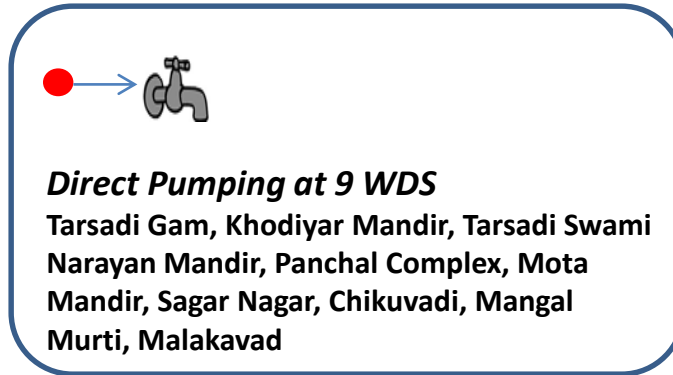 Direct Pumping at 9 WDS
Tarsadi Gam, Khodiyar Mandir, Tarsadi Swami
Narayan Mandir, Panchal Complex, Mota
Mandir, Sagar Nagar, Chikuvadi, Mangal
Murti, Malakavad